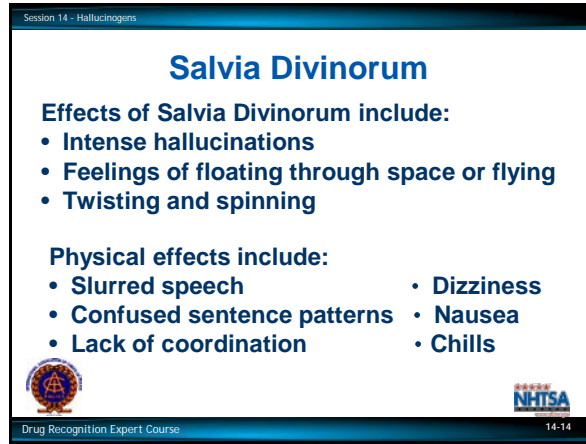 Session 14 - Hallucinogens
Salvia Divinorum
Effects of Salvia Divinorum include:
• Intense hallucinations
• Feelings of floating through space or flying
• Twisting and spinning
Physical effects include:
• Slurred speech • Dizziness
• Confused sentence patterns • Nausea
• Lack of coordination • Chills
NHTSA
Drug Recognition Expert Course 14-14